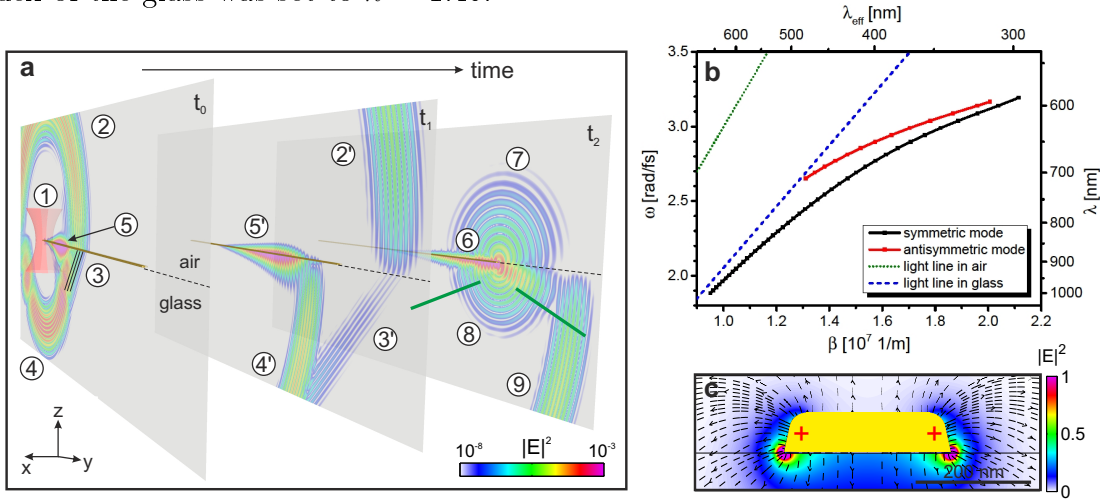 a
time
t0
t1
t2
①
②
③
④
⑤
2'
3'
4'
5'
⑥
⑦
⑧
⑨
air
glass
z
x
y
10^-8 |E|^2 10^-3
b
λeff [nm]
600 500 400 300
ω [rad/fs]
3.5
3.0
2.5
2.0
λ [nm]
600
700
800
900
1000
symmetric mode
antisymmetric mode
light line in air
light line in glass
1.0 1.2 1.4 1.6 1.8 2.0 2.2
β [10^7 1/m]
c
|E|^2
1
0.5
0
200 nm